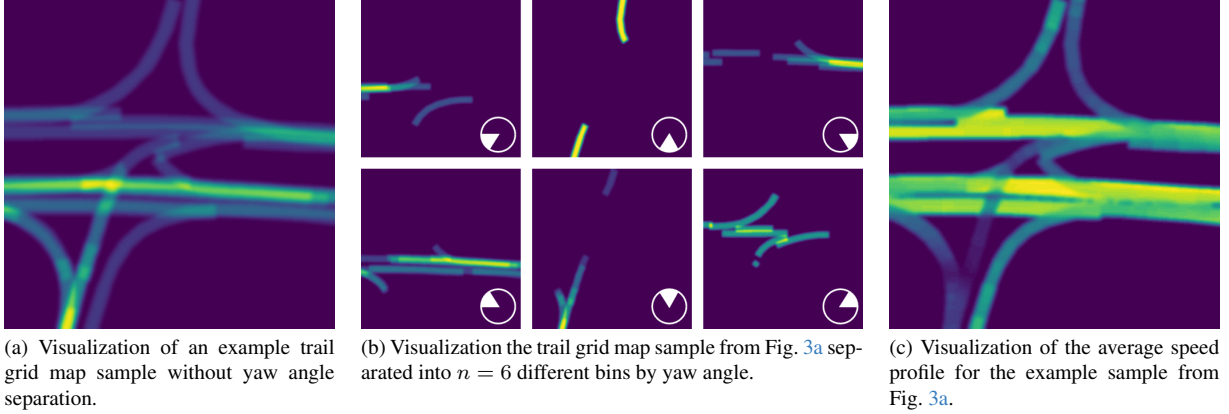 (a) Visualization of an example trail
grid map sample without yaw angle
separation.
(b) Visualization the trail grid map sample from Fig. 3a sep-
arated into n = 6 different bins by yaw angle.
(c) Visualization of the average speed
profile for the example sample from
Fig. 3a.